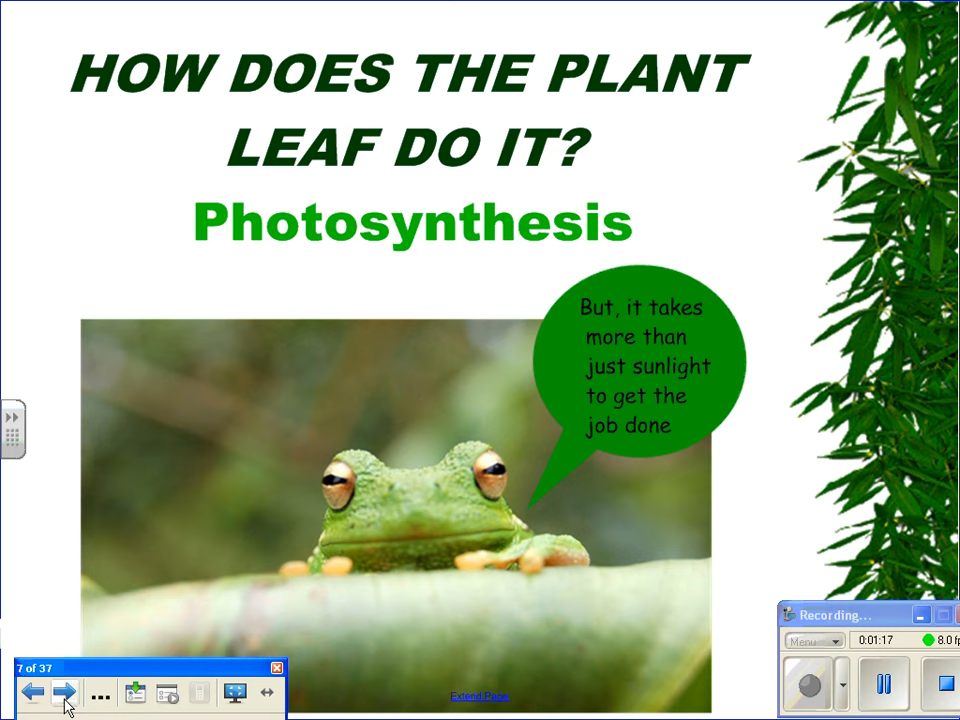 HOW DOES THE PLANT
LEAF DO IT?
Photosynthesis
But, it takes
more than
just sunlight
to get the
job done
Recording...
Menu
0:01:17
8.0 fp
7 of 37
...
Extend Page